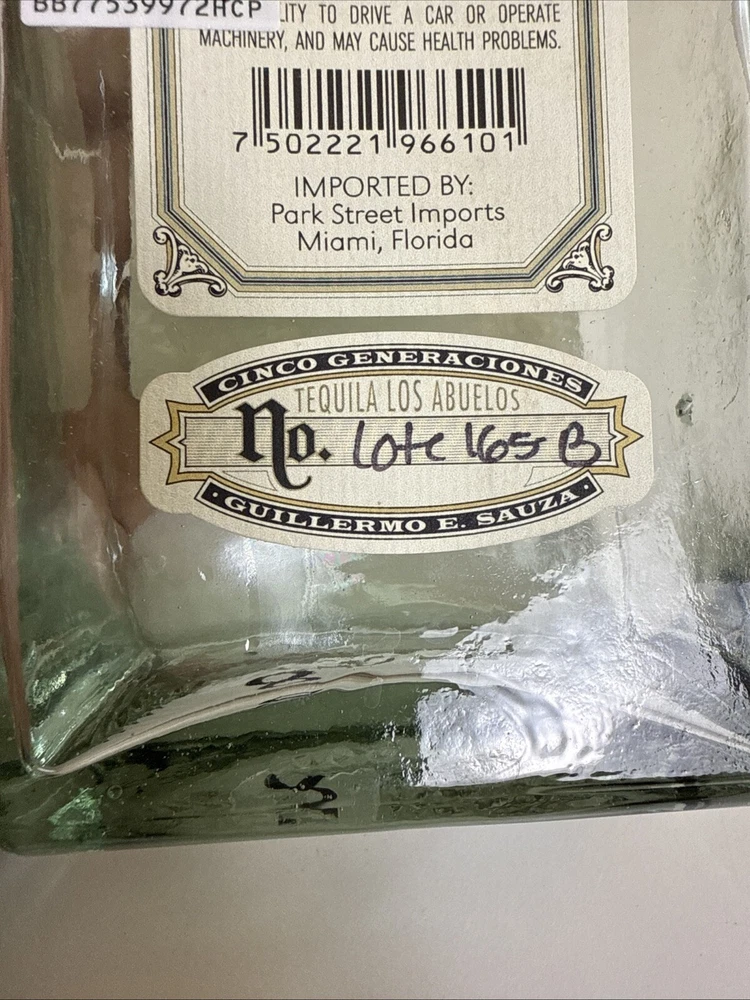 BB77539972HCP
LITY TO DRIVE A CAR OR OPERATE
MACHINERY, AND MAY CAUSE HEALTH PROBLEMS.
7 502221 966101
IMPORTED BY:
Park Street Imports
Miami, Florida
CINCO GENERACIONES
TEQUILA LOS ABUELOS
No. Lote 165 B
· GUILLERMO E. SAUZA ·